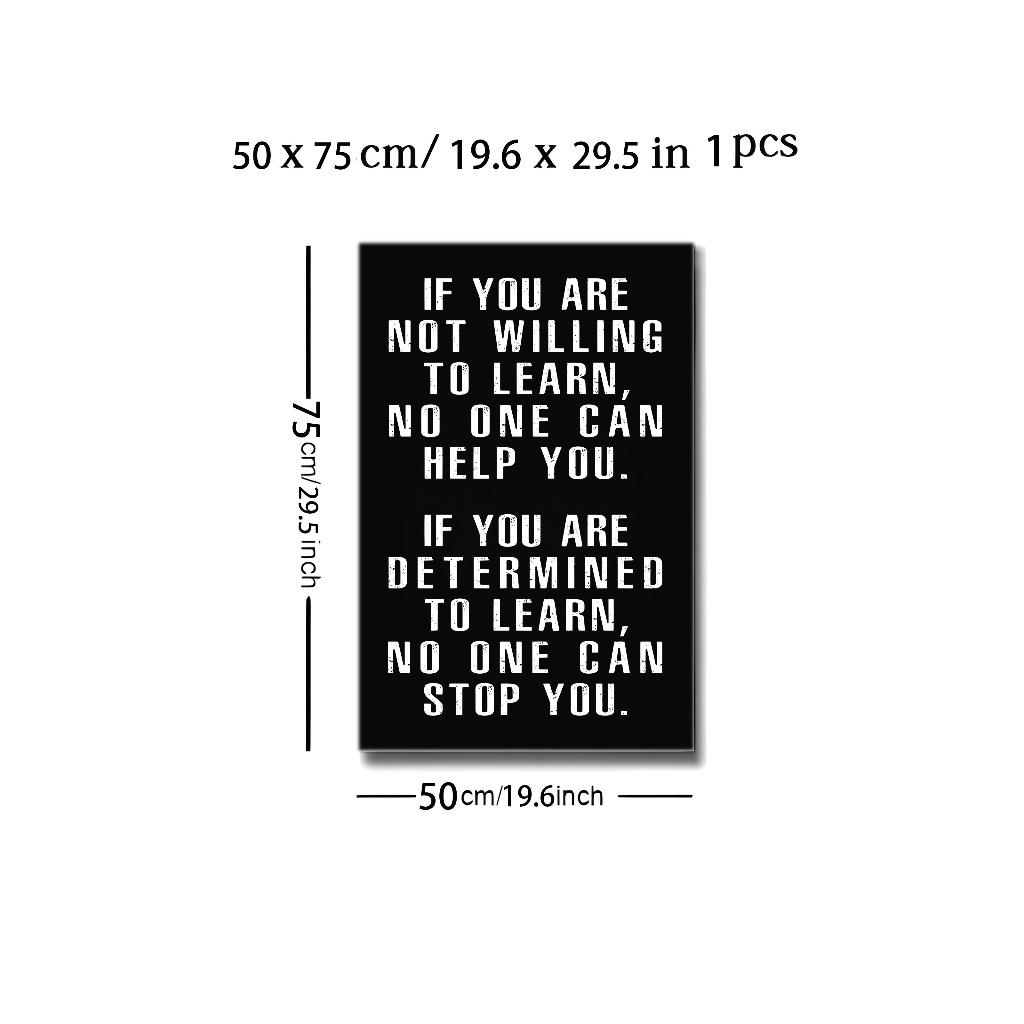 50 x 75 cm/ 19.6 x 29.5 in 1 pcs
IF YOU ARE
NOT WILLING
TO LEARN,
NO ONE CAN
HELP YOU.
IF YOU ARE
DETERMINED
TO LEARN,
NO ONE CAN
STOP YOU.
75cm/29.5inch
50cm/19.6inch